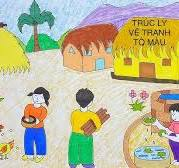 TRÚC LY
VẼ TRANH
TÔ MÀU